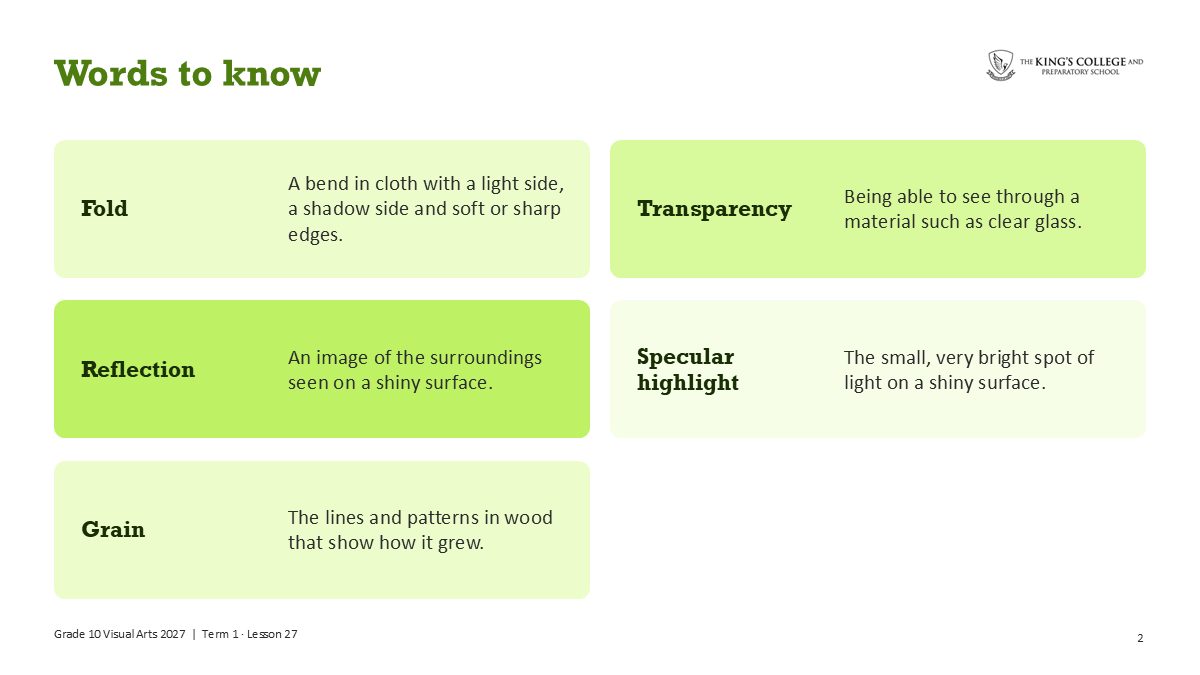 Words to know
THE KING'S COLLEGE AND
PREPARATORY SCHOOL
Fold
A bend in cloth with a light side,
a shadow side and soft or sharp
edges.
Transparency
Being able to see through a
material such as clear glass.
Reflection
An image of the surroundings
seen on a shiny surface.
Specular
highlight
The small, very bright spot of
light on a shiny surface.
Grain
The lines and patterns in wood
that show how it grew.
Grade 10 Visual Arts 2027 | Term 1 · Lesson 27
2